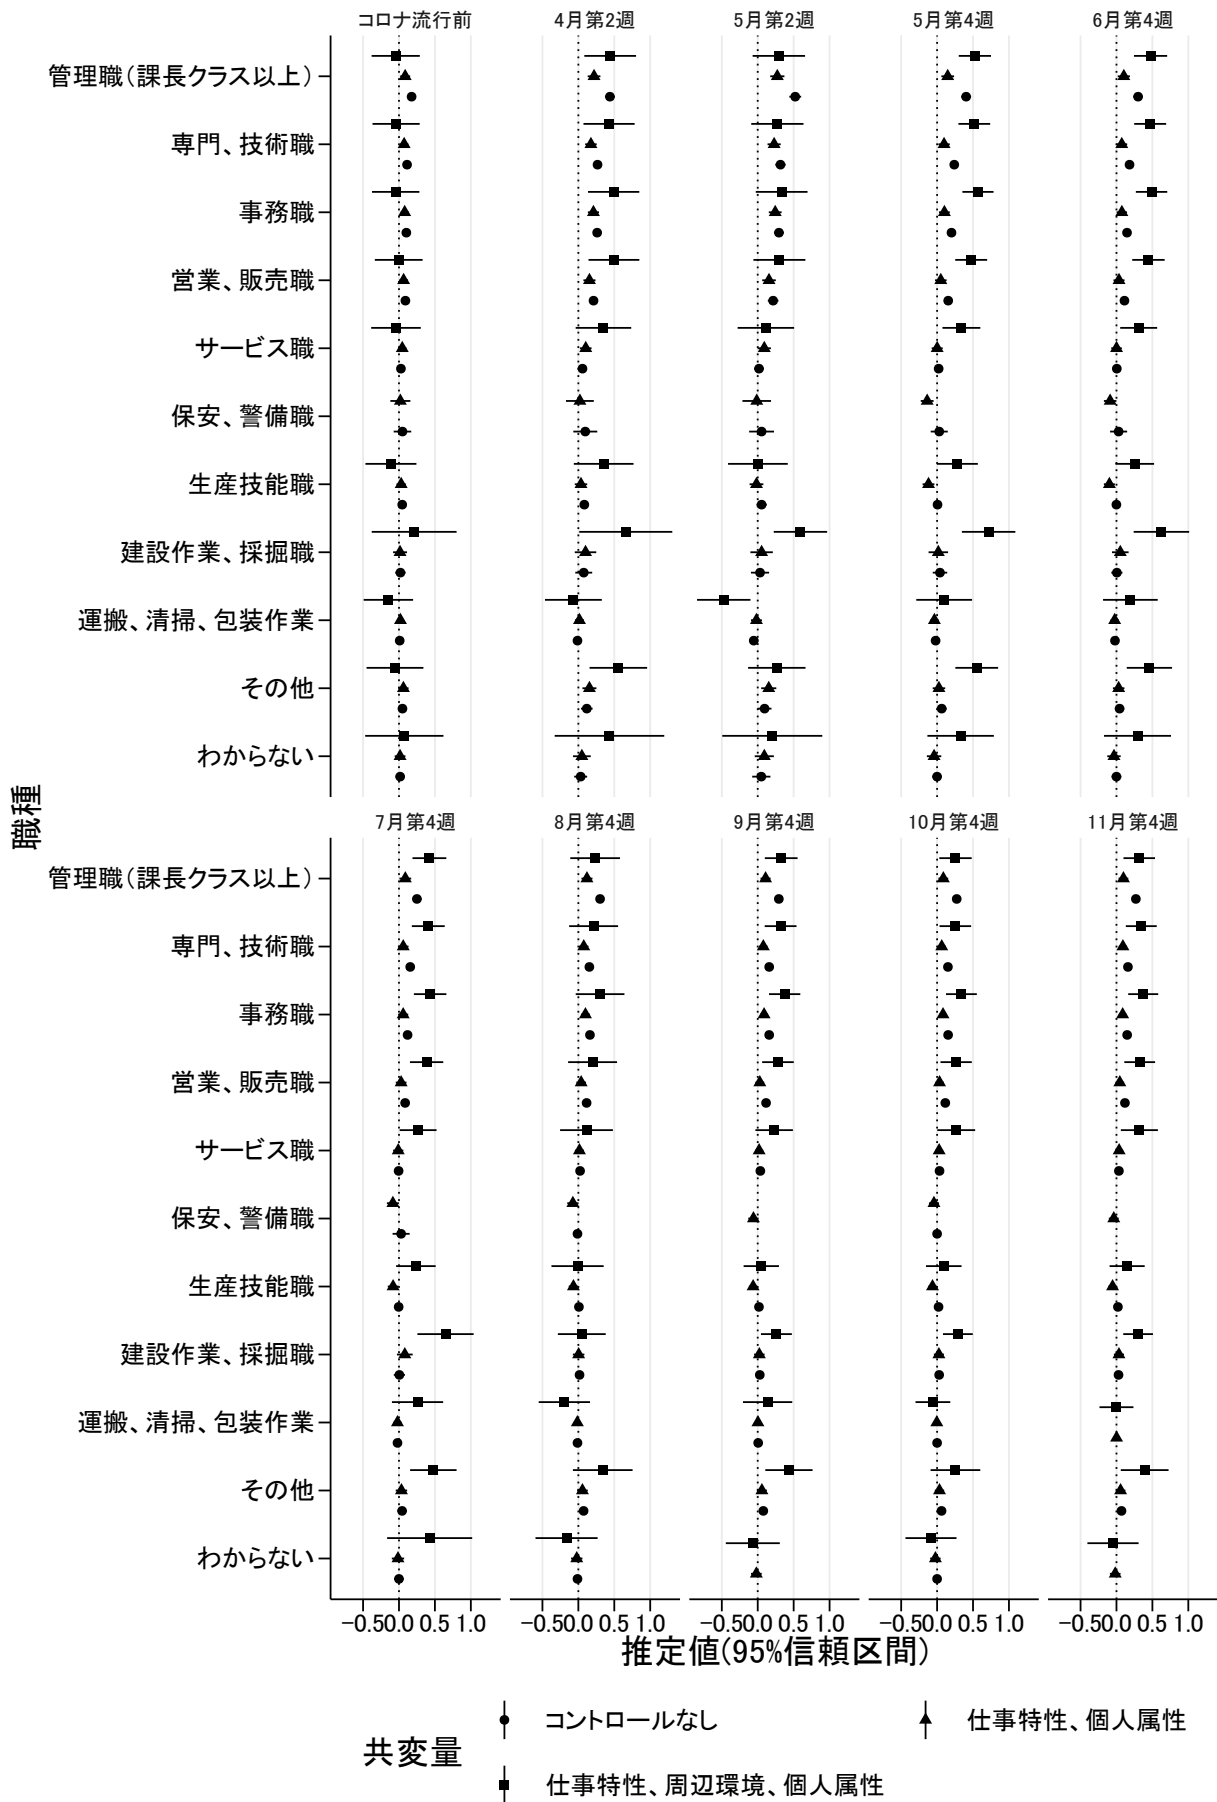 コロナ流行前 4月第2週 5月第2週 5月第4週 6月第4週
管理職(課長クラス以上)
専門、技術職
事務職
営業、販売職
サービス職
保安、警備職
生産技能職
建設作業、採掘職
運搬、清掃、包装作業
その他
わからない
職種
7月第4週 8月第4週 9月第4週 10月第4週 11月第4週
管理職(課長クラス以上)
専門、技術職
事務職
営業、販売職
サービス職
保安、警備職
生産技能職
建設作業、採掘職
運搬、清掃、包装作業
その他
わからない
−0.5 0.0 0.5 1.0 −0.5 0.0 0.5 1.0 −0.5 0.0 0.5 1.0 −0.5 0.0 0.5 1.0 −0.5 0.0 0.5 1.0
推定値(95%信頼区間)
共変量
コントロールなし 仕事特性、個人属性
仕事特性、周辺環境、個人属性